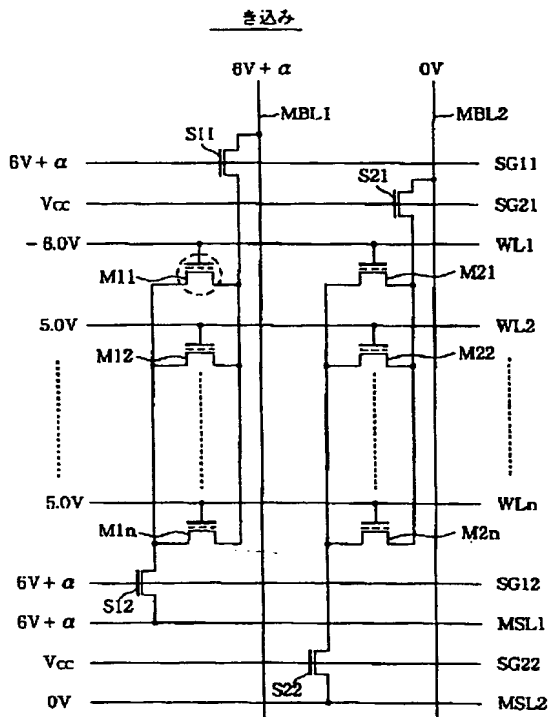 き込み
6V + α 0V
MBL1 MBL2
S11
6V + α SG11
S21
Vcc SG21
- 8.0V WL1
M11 M21
5.0V WL2
M12 M22
5.0V WLn
M1n M2n
6V + α SG12
S12
6V + α MSL1
Vcc SG22
S22
0V MSL2